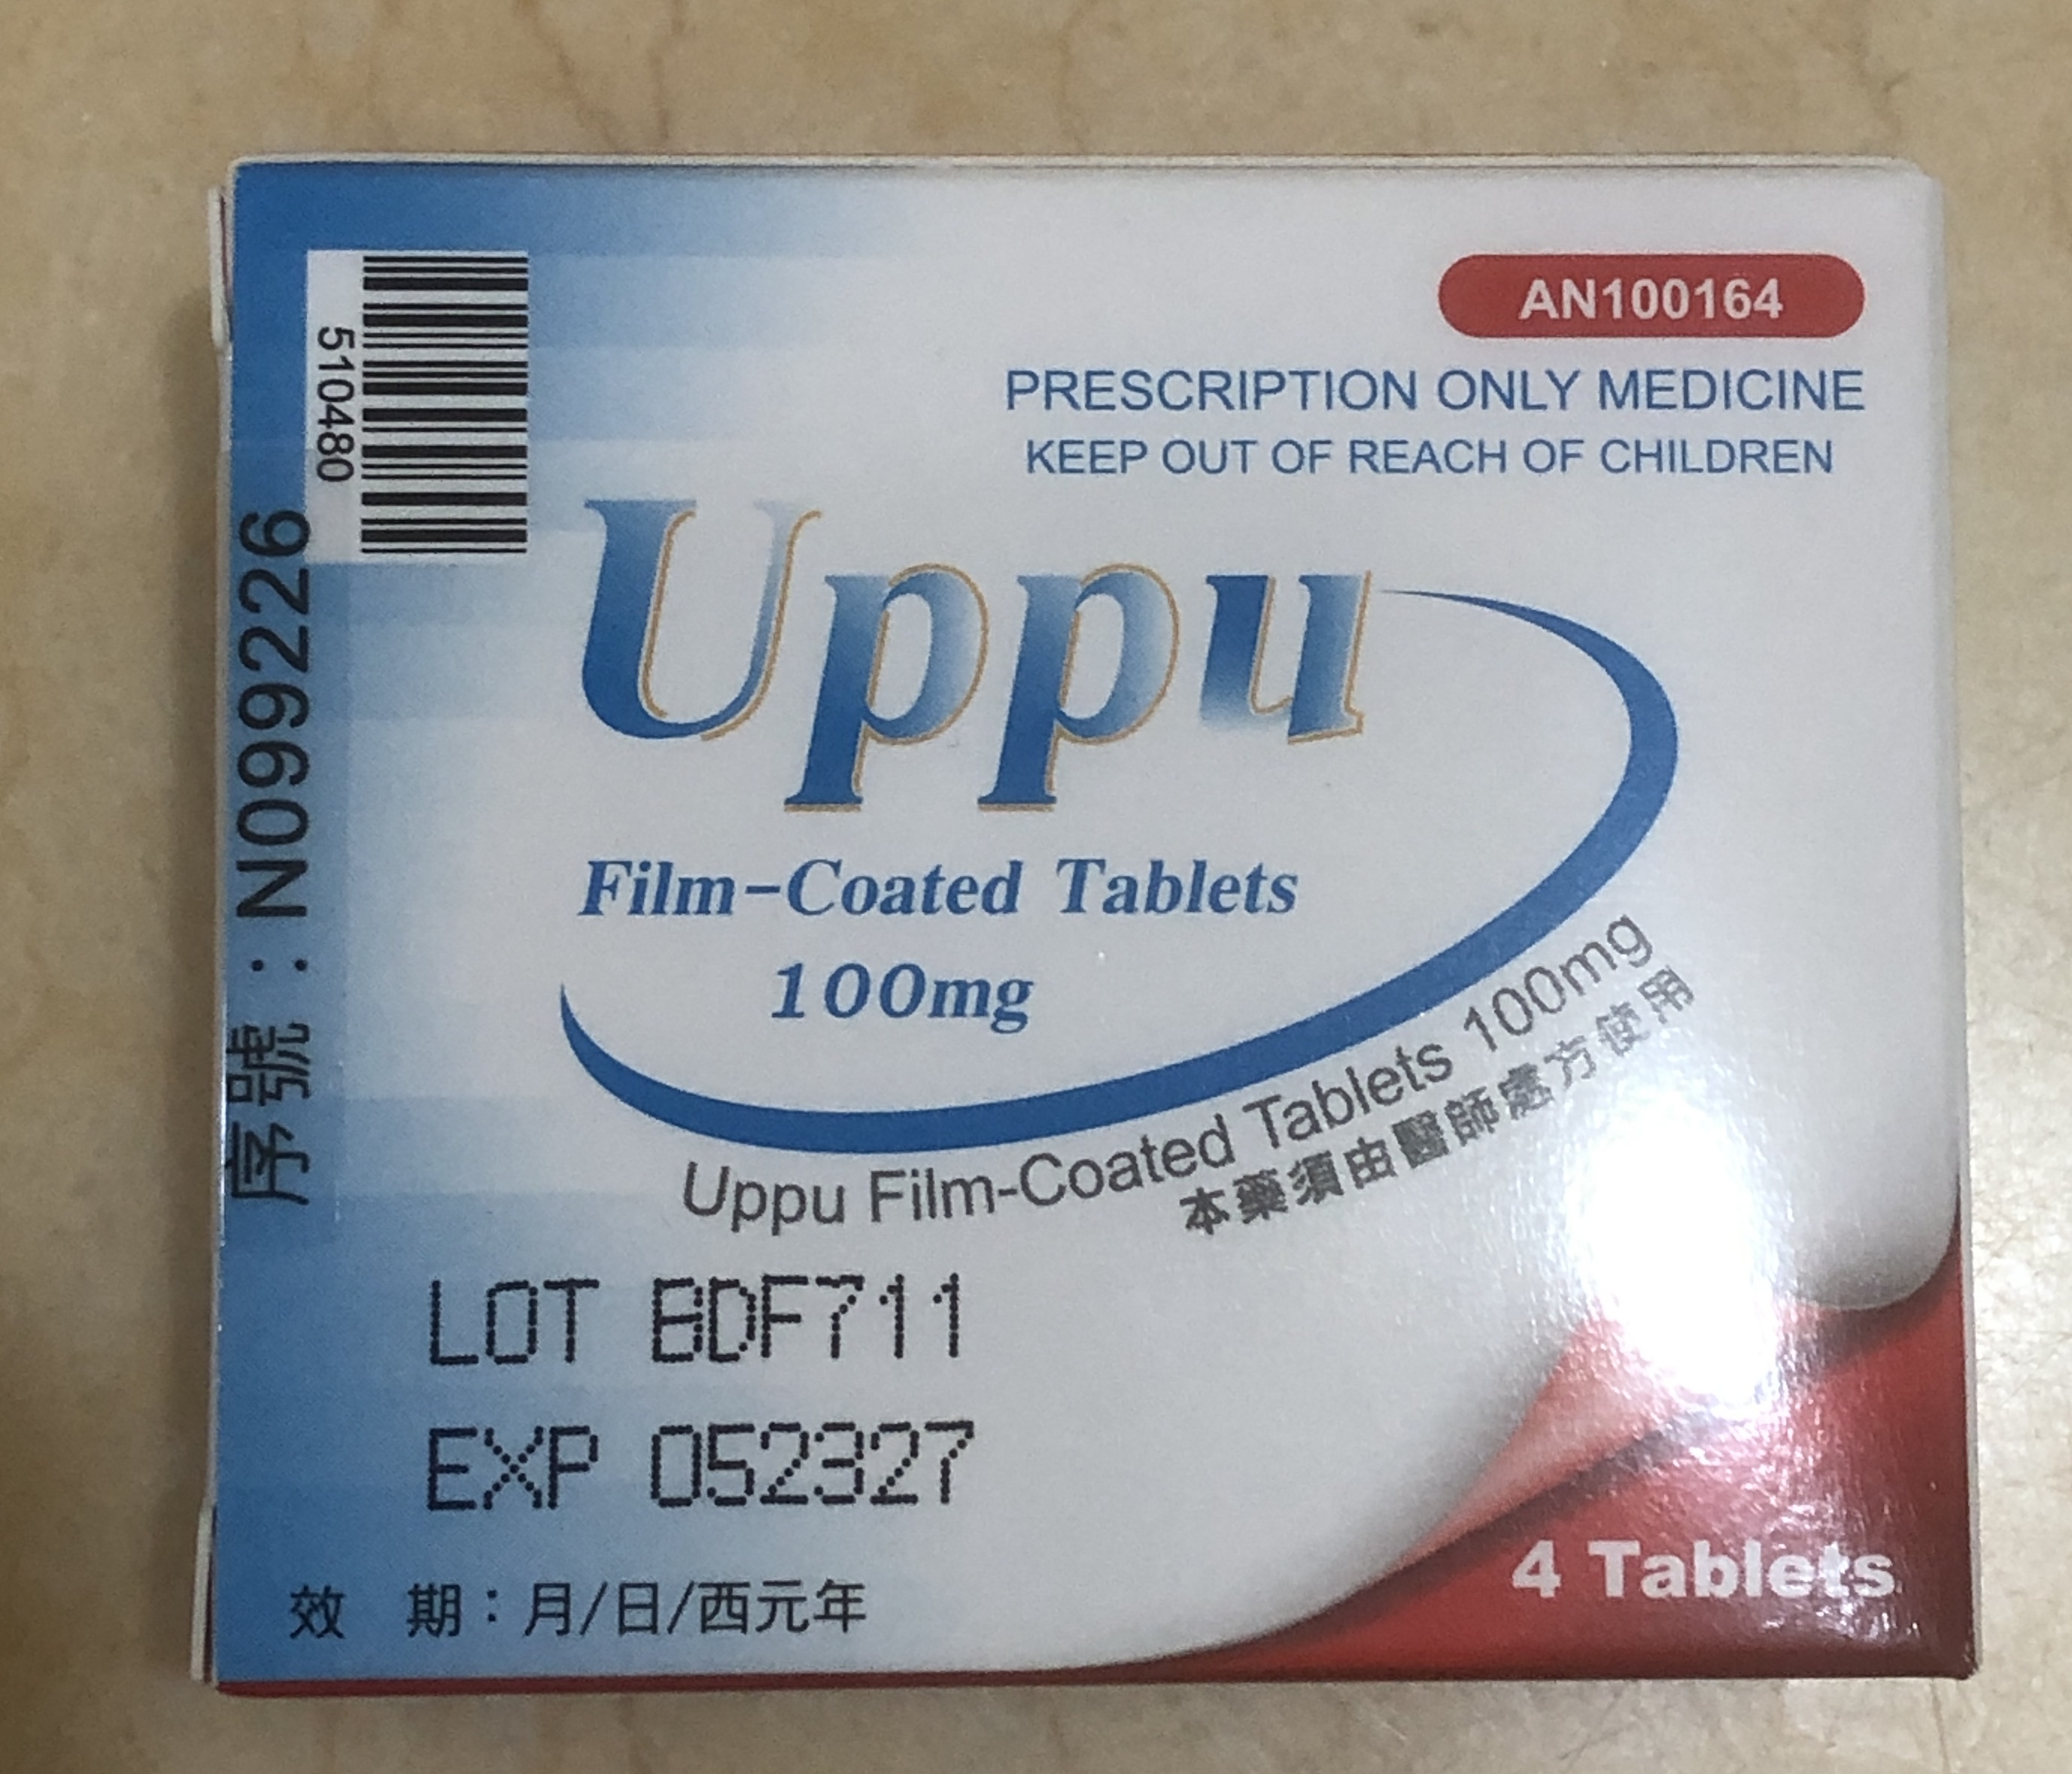 AN100164
PRESCRIPTION ONLY MEDICINE
KEEP OUT OF REACH OF CHILDREN
510480
序號：N099226
Uppu
Film-Coated Tablets
100mg
Uppu Film-Coated Tablets 100mg
本藥須由醫師處方使用
LOT BDF711
EXP 052327
效 期：月/日/西元年
4 Tablets